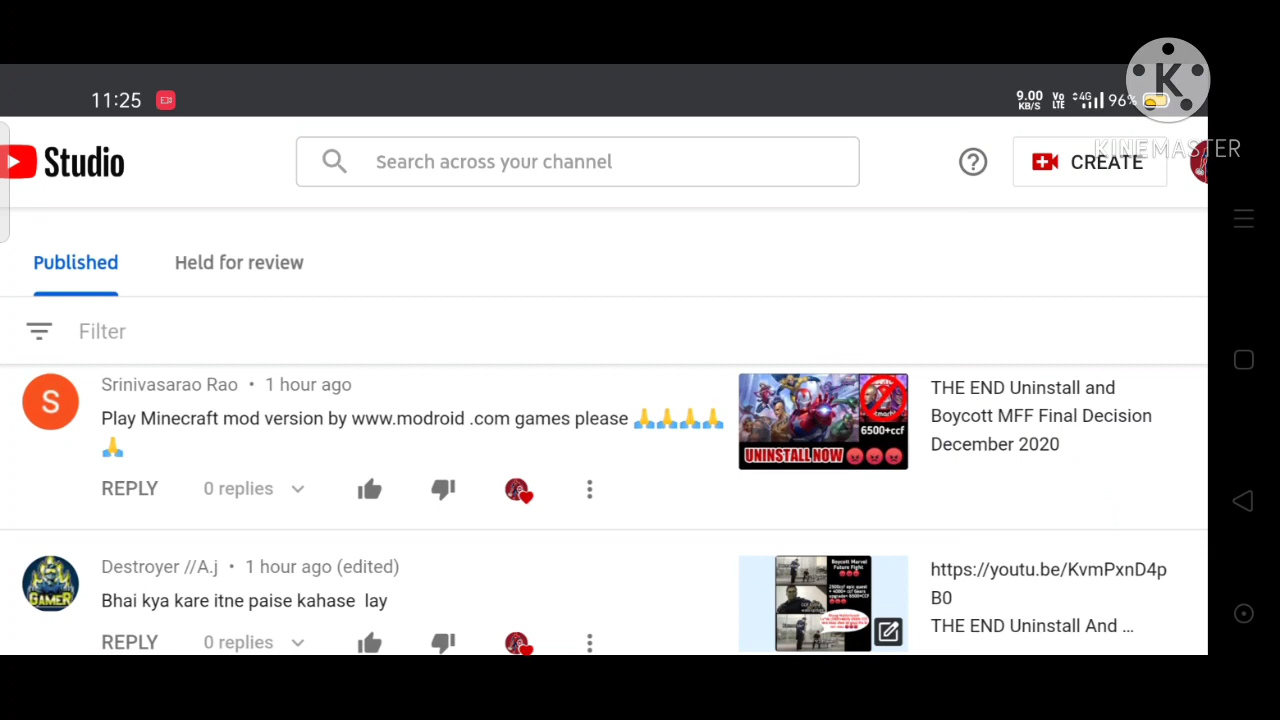 11:25
9.00 KB/S Vo LTE 4G 96%
K
KINEMASTER
Studio
Search across your channel
CREATE
Published
Held for review
Filter
S
Srinivasarao Rao • 1 hour ago
Play Minecraft mod version by www.modroid .com games please 🙏🙏🙏🙏
🙏
REPLY 0 replies
6500+ccf
UNINSTALL NOW 😡😡😡
THE END Uninstall and
Boycott MFF Final Decision
December 2020
GAMER
Destroyer //A.j • 1 hour ago (edited)
Bhai kya kare itne paise kahase lay
REPLY 0 replies
Boycott Marvel
Future Fight
https://youtu.be/KvmPxnD4p
B0
THE END Uninstall And ...